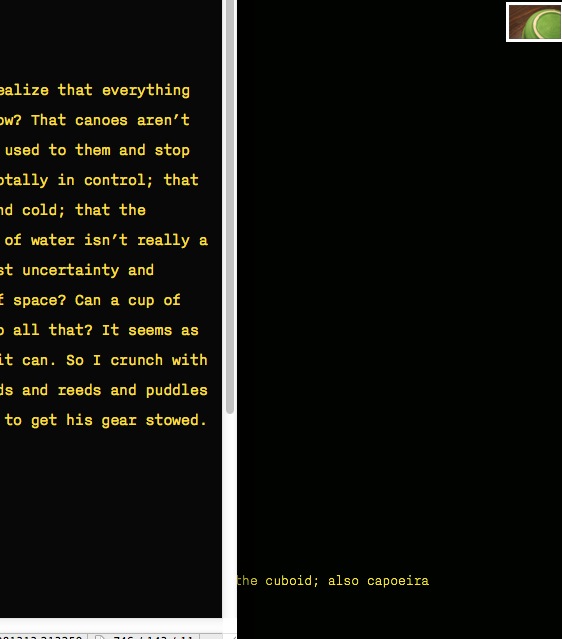 ealize that everything
ow? That canoes aren’t
used to them and stop
otally in control; that
nd cold; that the
of water isn’t really a
st uncertainty and
f space? Can a cup of
o all that? It seems as
it can. So I crunch with
ds and reeds and puddles
to get his gear stowed.
the cuboid; also capoeira